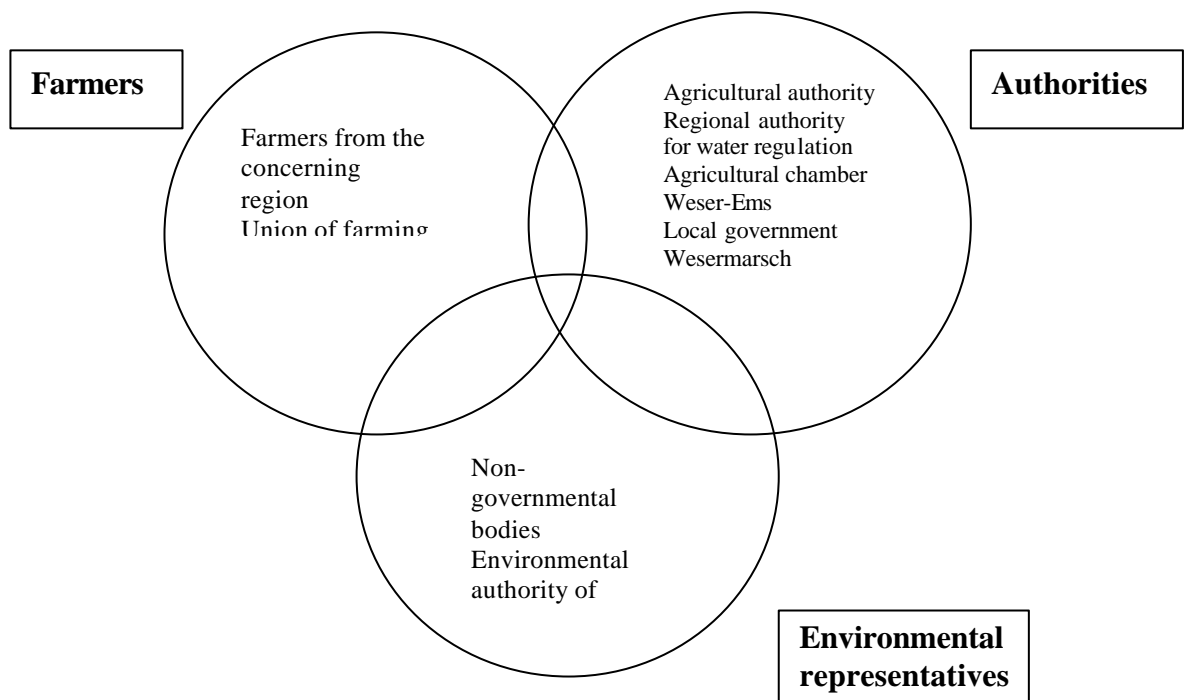 Farmers
Authorities
Farmers from the
concerning
region
Union of farming
Agricultural authority
Regional authority
for water regulation
Agricultural chamber
Weser-Ems
Local government
Wesermarsch
Non-
governmental
bodies
Environmental
authority of
Environmental
representatives